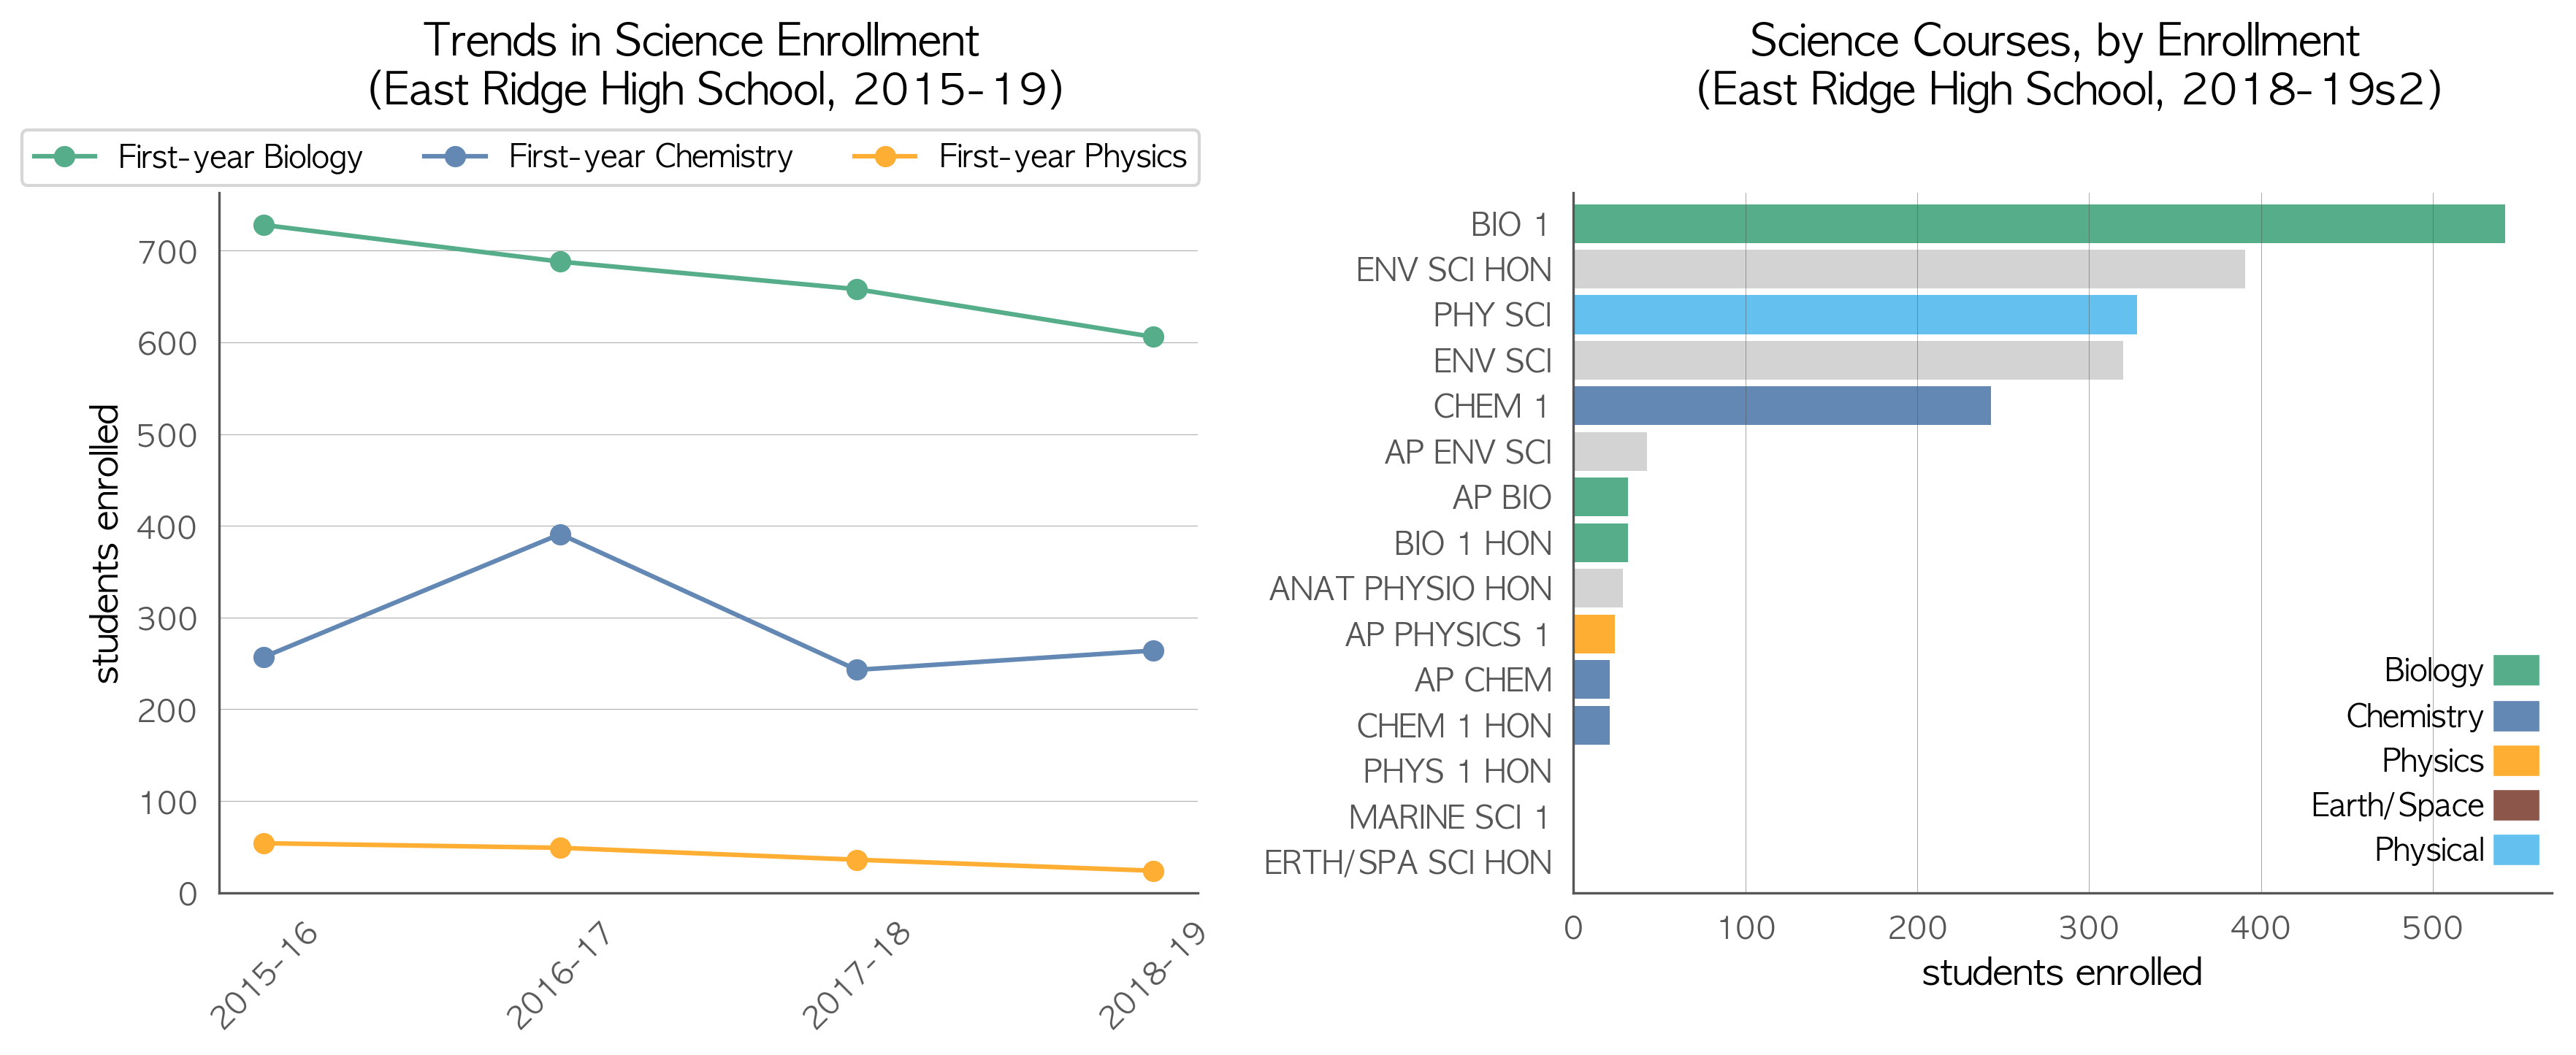 Trends in Science Enrollment
(East Ridge High School, 2015-19)
First-year Biology First-year Chemistry First-year Physics
700
600
500
400
300
200
100
0
students enrolled
2015-16
2016-17
2017-18
2018-19
Science Courses, by Enrollment
(East Ridge High School, 2018-19s2)
BIO 1
ENV SCI HON
PHY SCI
ENV SCI
CHEM 1
AP ENV SCI
AP BIO
BIO 1 HON
ANAT PHYSIO HON
AP PHYSICS 1
AP CHEM
CHEM 1 HON
PHYS 1 HON
MARINE SCI 1
ERTH/SPA SCI HON
Biology
Chemistry
Physics
Earth/Space
Physical
0 100 200 300 400 500
students enrolled